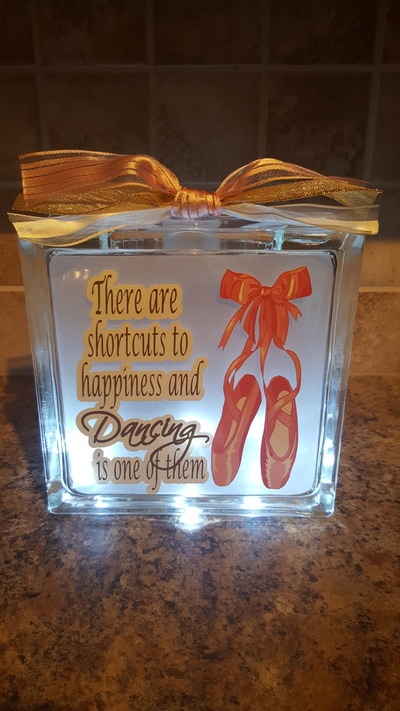 There are
shortcuts to
happiness and
Dancing
is one of them